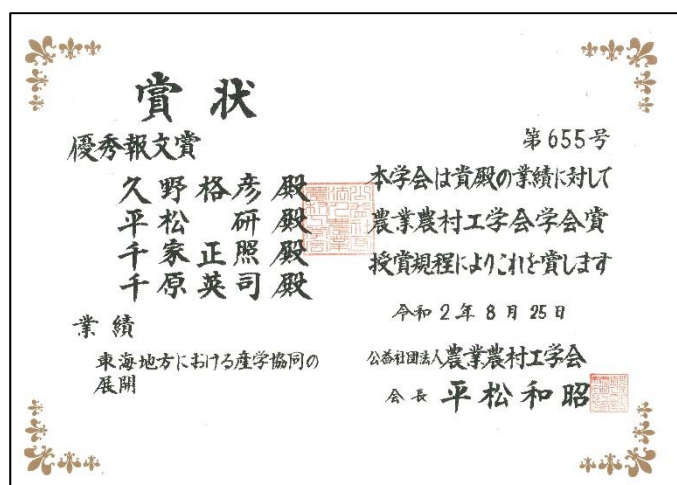 賞状
優秀報文賞
久野格彦殿
平松 研殿
千家正照殿
千原英司殿
業績
東海地方における産学協同の
展開
第655号
本学会は貴殿の業績に対して
農業農村工学会学会賞
授賞規程によりこれを賞します
令和2年8月25日
公益社団法人農業農村工学会
会長 平松和昭